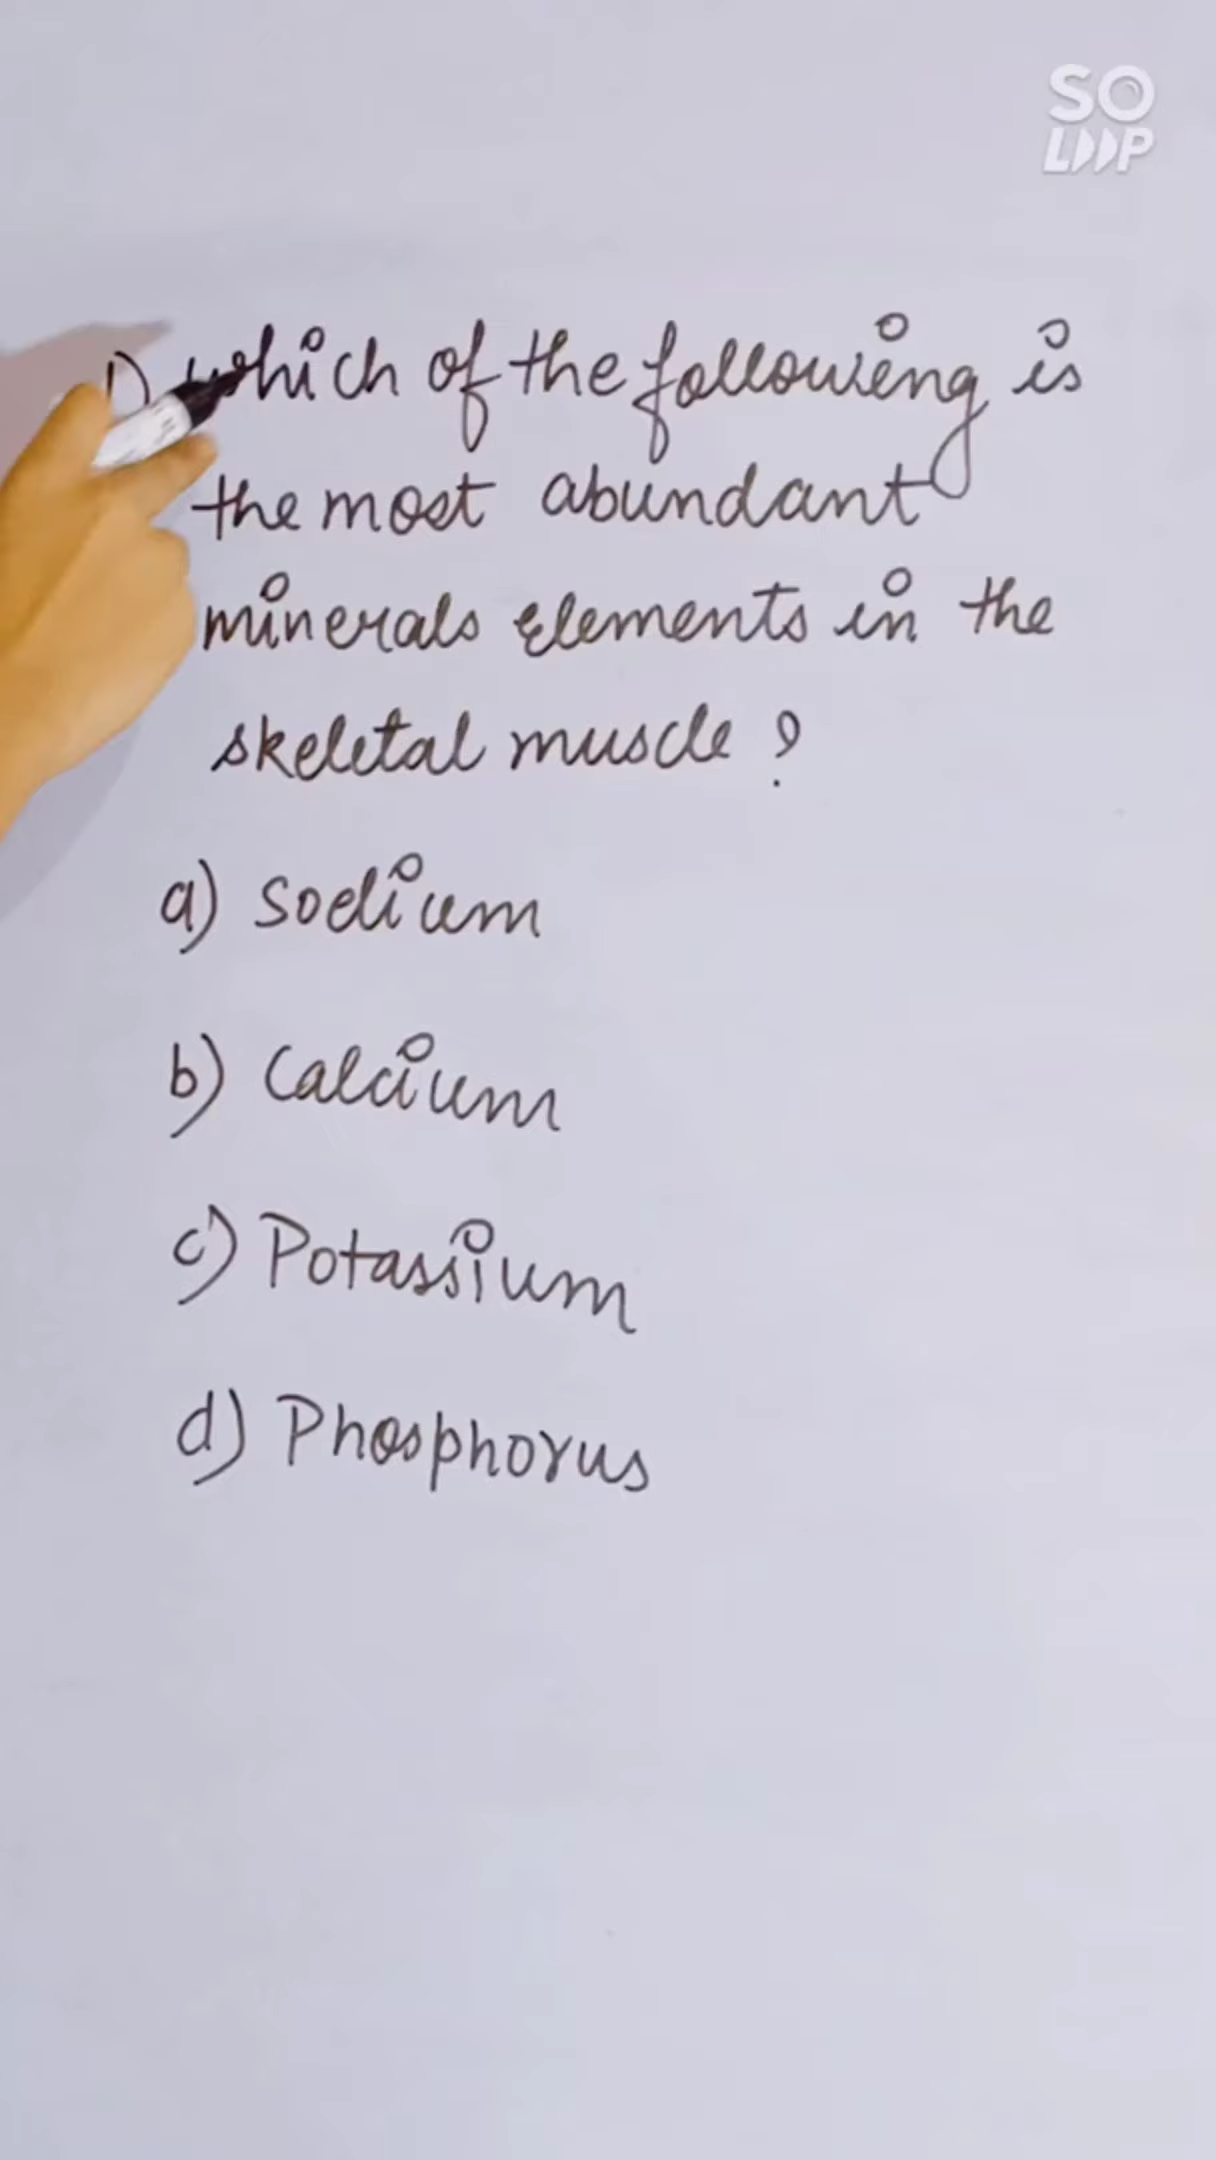 SO
LOOP
1) which of the following is
the most abundant
minerals elements in the
skeletal muscle ?
a) Sodium
b) Calcium
c) Potassium
d) Phosphorus